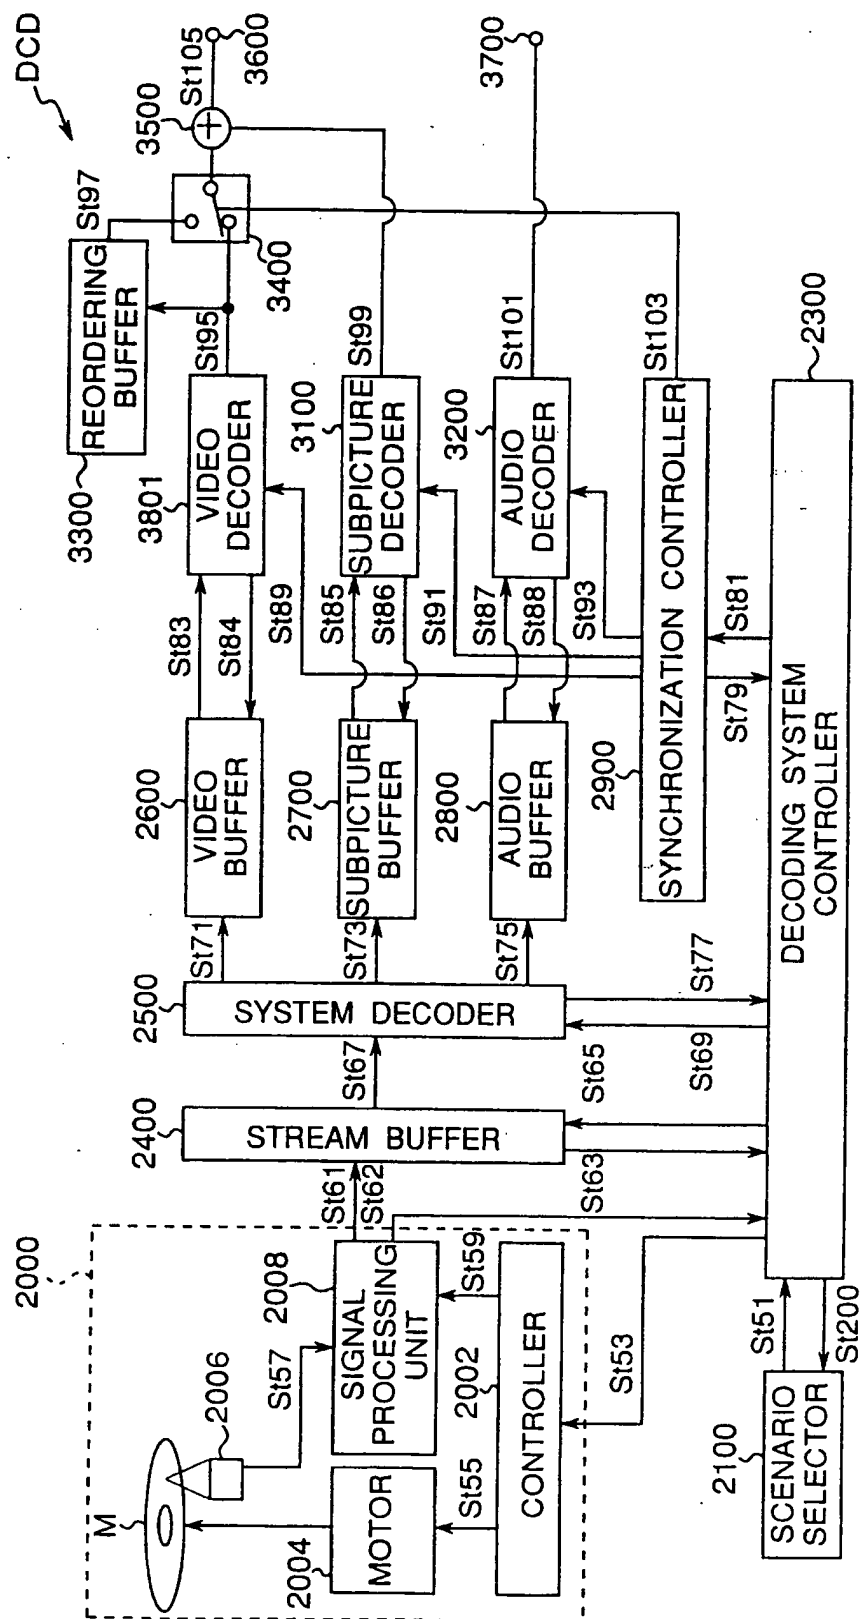 DCD
2000
M
2006
St57
2004
MOTOR
St55
2008
SIGNAL
PROCESSING
UNIT
St59
2002
CONTROLLER
St53
St61
St62
2400
STREAM BUFFER
St63
St65
St67
2500
SYSTEM DECODER
St69
St77
St71
St73
St75
2600
VIDEO
BUFFER
2700
SUBPICTURE
BUFFER
2800
AUDIO
BUFFER
St83
St84
St89
St85
St86
St91
St87
St88
St93
3801
VIDEO
DECODER
3100
SUBPICTURE
DECODER
3200
AUDIO
DECODER
St95
St99
St101
3300
REORDERING
BUFFER
St97
3400
3500
St105
3600
3700
2900
SYNCHRONIZATION CONTROLLER
St103
St79
St81
2300
DECODING SYSTEM
CONTROLLER
2100
SCENARIO
SELECTOR
St51
St200